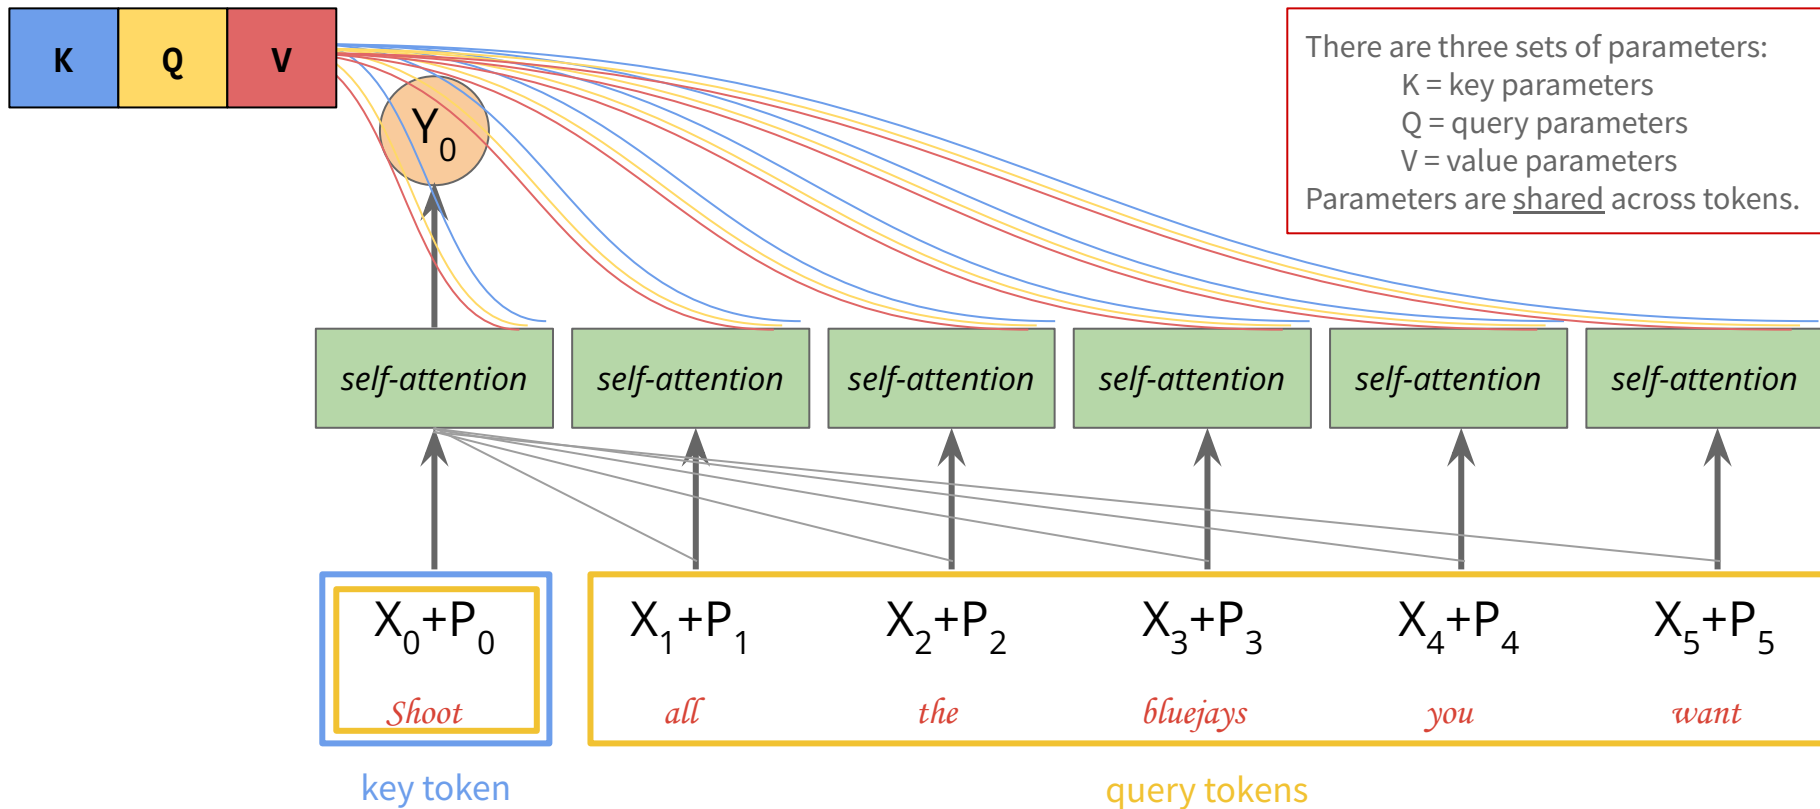 K Q V
There are three sets of parameters:
K = key parameters
Q = query parameters
V = value parameters
Parameters are shared across tokens.
Y0
self-attention self-attention self-attention self-attention self-attention self-attention
X0+P0 X1+P1 X2+P2 X3+P3 X4+P4 X5+P5
Shoot all the bluejays you want
key token query tokens